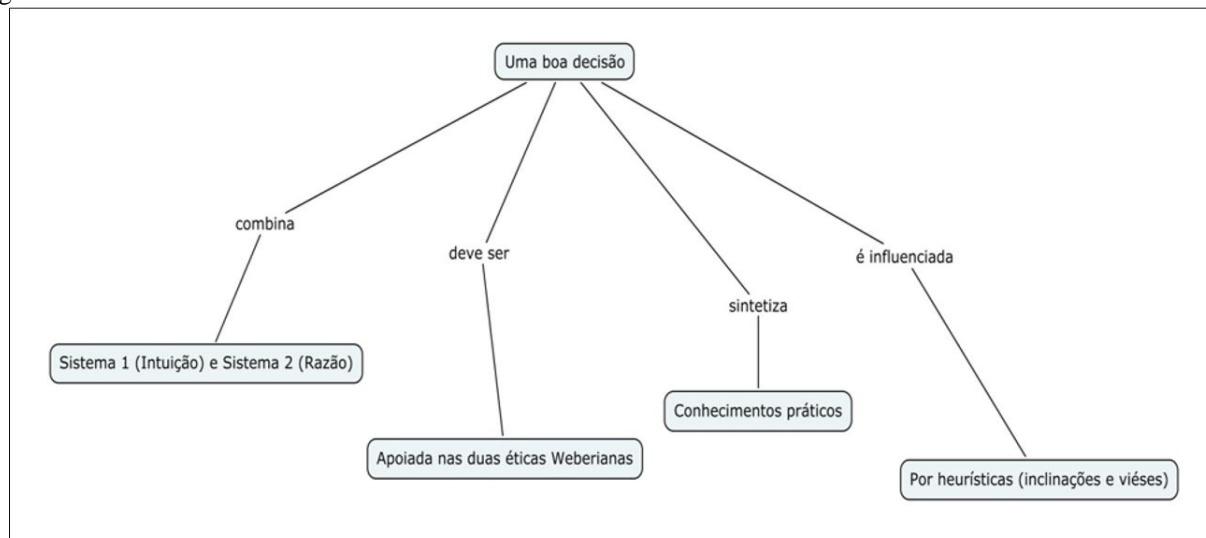 Uma boa decisão
combina
deve ser
é influenciada
sintetiza
Sistema 1 (Intuição) e Sistema 2 (Razão)
Conhecimentos práticos
Apoiada nas duas éticas Weberianas
Por heurísticas (inclinações e viéses)